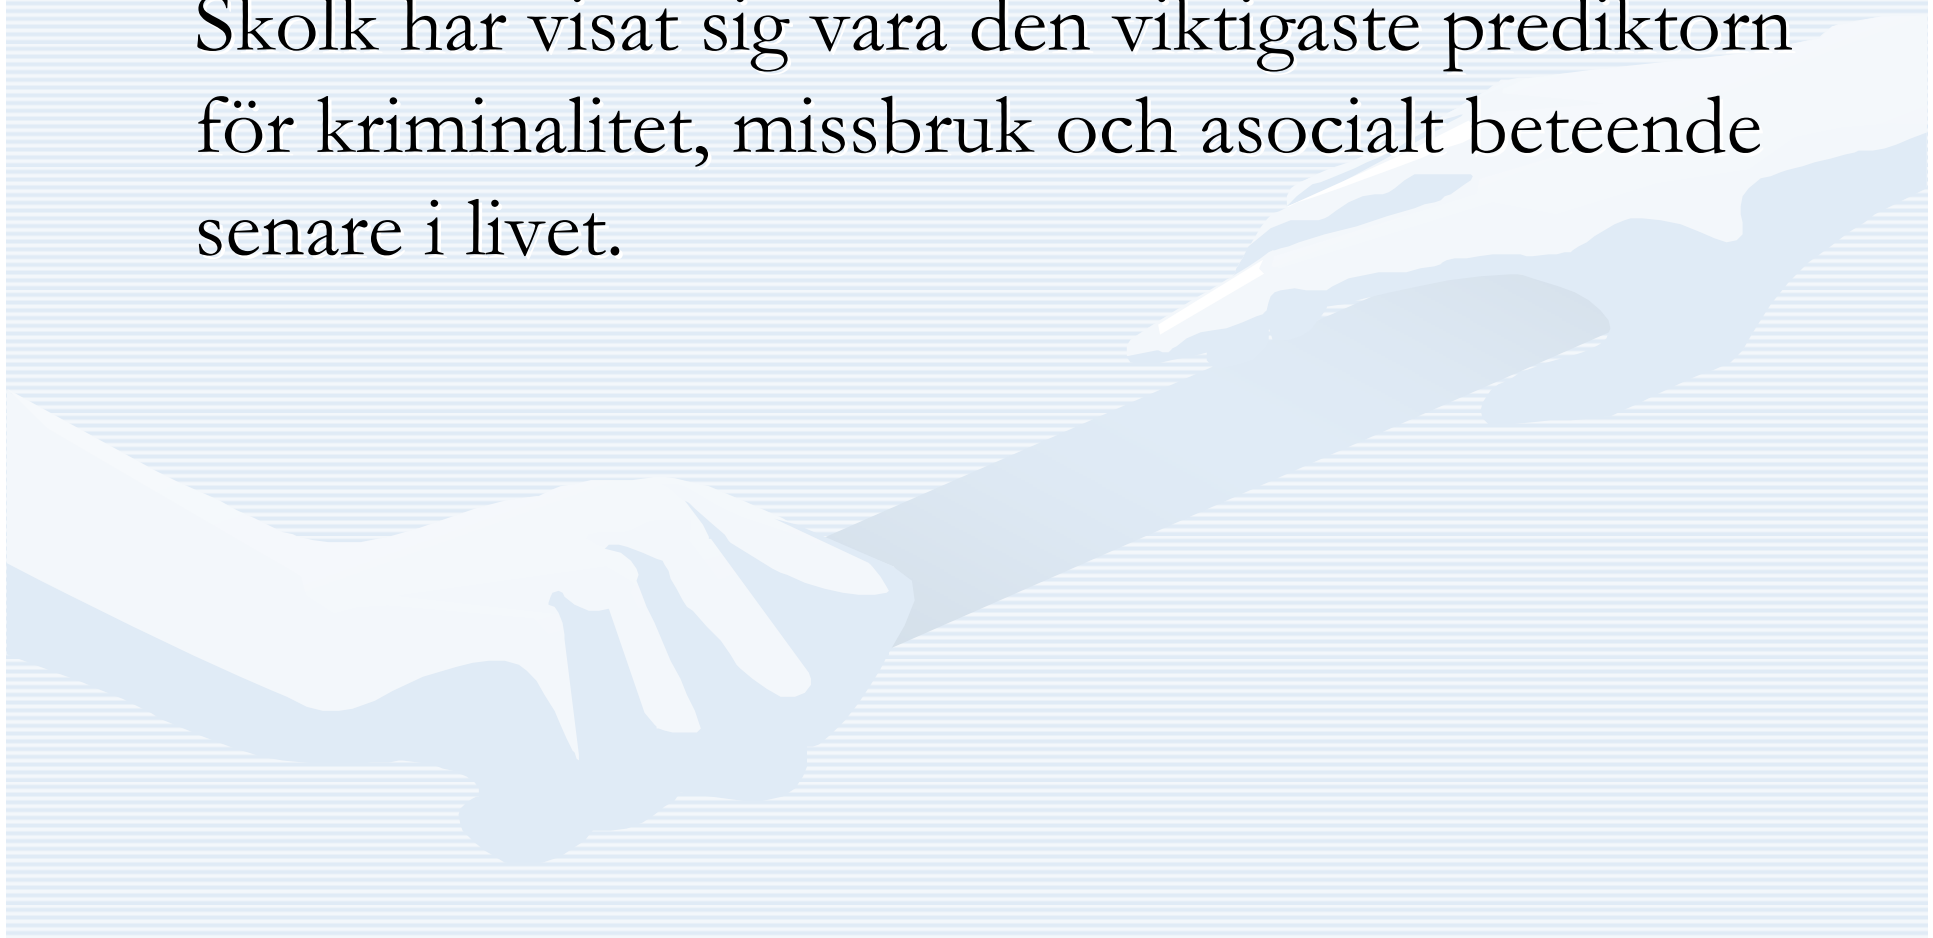 Skolk har visat sig vara den viktigaste prediktorn
för kriminalitet, missbruk och asocialt beteende
senare i livet.